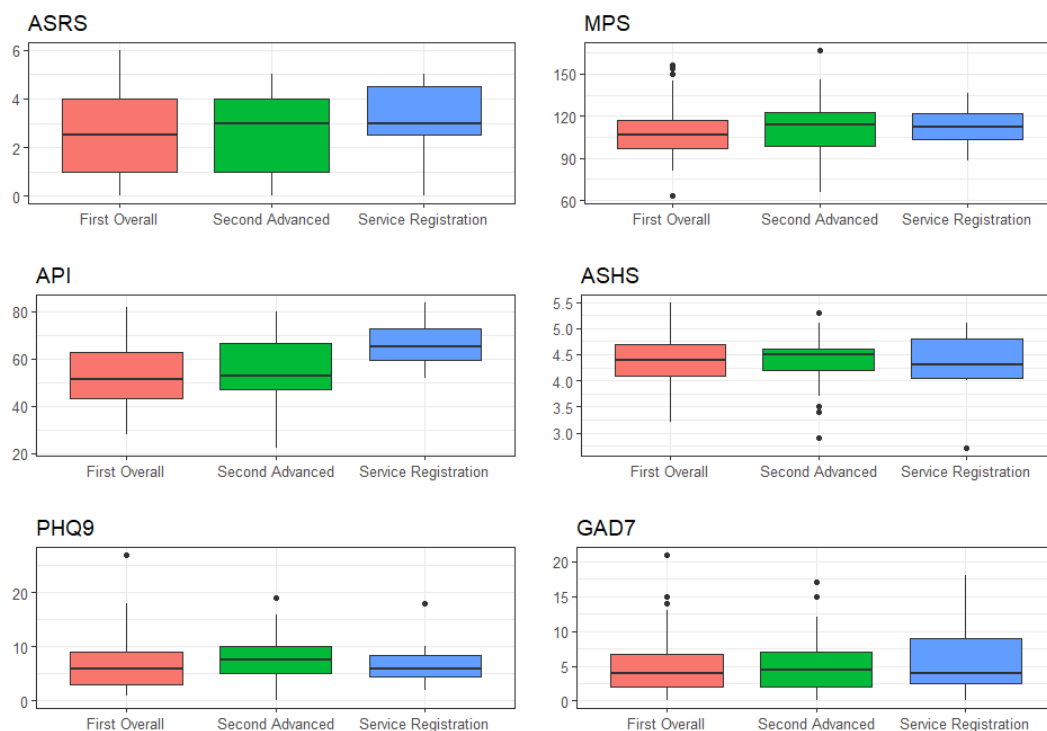 ASRS
6
4
2
0
First Overall Second Advanced Service Registration
MPS
150
120
90
60
First Overall Second Advanced Service Registration
API
80
60
40
20
First Overall Second Advanced Service Registration
ASHS
5.5
5.0
4.5
4.0
3.5
3.0
First Overall Second Advanced Service Registration
PHQ9
20
10
0
First Overall Second Advanced Service Registration
GAD7
20
15
10
5
0
First Overall Second Advanced Service Registration